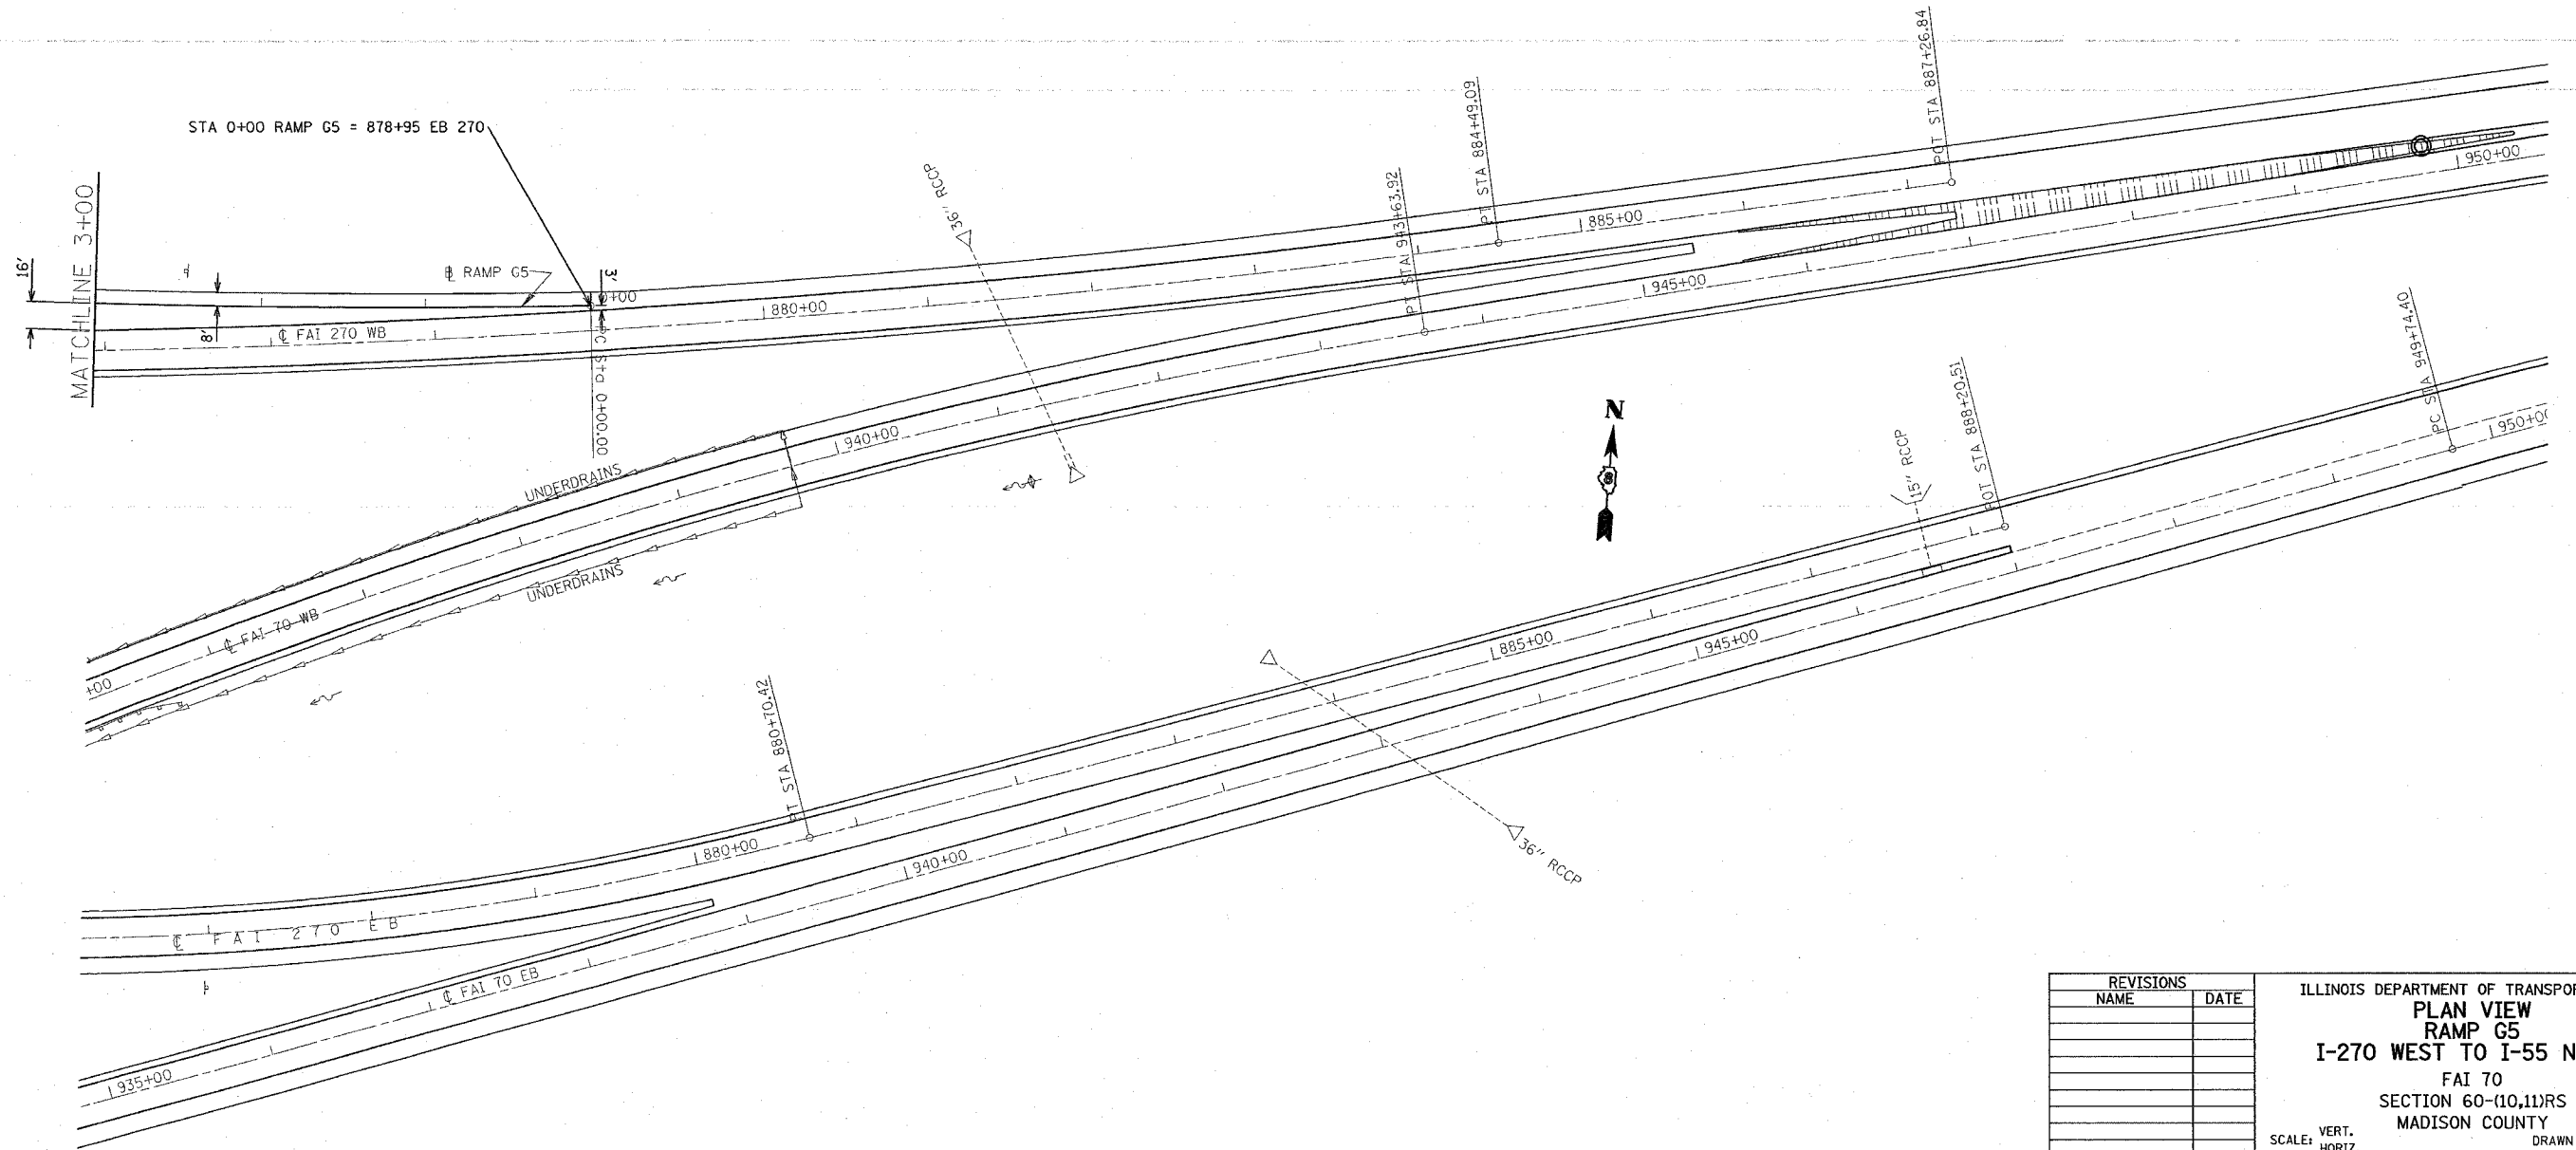 STA 0+00 RAMP G5 = 878+95 EB 270
MATCHLINE 3+00
16'
8'
3'
℄ RAMP G5
0+00
℄ FAI 270 WB
PC Sta 0+00.00
880+00
36" RCCP
PT STA 943+63.92
PT STA 884+49.09
885+00
POT STA 887+26.84
950+00
945+00
940+00
UNDERDRAINS
UNDERDRAINS
℄ FAI 70 WB
+00
N
PT STA 880+70.42
880+00
℄ FAI 270 EB
940+00
℄ FAI 70 EB
935+00
885+00
945+00
36" RCCP
15" RCCP
POT STA 888+20.51
PC STA 949+74.40
950+00
REVISIONS
NAME DATE
ILLINOIS DEPARTMENT OF TRANSPOR
PLAN VIEW
RAMP G5
I-270 WEST TO I-55 N
FAI 70
SECTION 60-(10,11)RS
MADISON COUNTY
SCALE: VERT.
HORIZ.
DRAWN